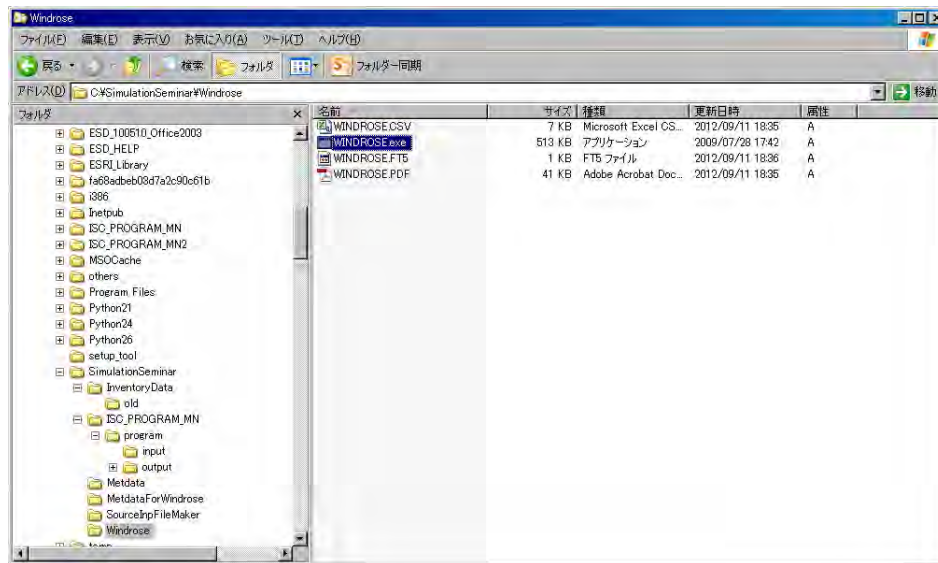 Windrose
ファイル(F) 編集(E) 表示(V) お気に入り(A) ツール(T) ヘルプ(H)
戻る 検索 フォルダ フォルダー同期
アドレス(D) C:¥SimulationSeminar¥Windrose 移動
フォルダ × 名前 サイズ 種類 更新日時 属性
ESD_100510_Office2003 WINDROSE.CSV 7 KB Microsoft Excel CS... 2012/09/11 18:35 A
ESD_HELP WINDROSE.exe 513 KB アプリケーション 2009/07/28 17:42 A
ESRI_Library WINDROSE.FT5 1 KB FT5 ファイル 2012/09/11 18:36 A
fa68adbeb03d7a2c90c61b WINDROSE.PDF 41 KB Adobe Acrobat Doc... 2012/09/11 18:35 A
i386
Inetpub
ISC_PROGRAM_MN
ISC_PROGRAM_MN2
MSOCache
others
Program Files
Python21
Python24
Python26
setup_tool
SimulationSeminar
InventoryData
old
ISC_PROGRAM_MN
program
input
output
Metdata
MetdataForWindrose
SourceInpFileMaker
Windrose